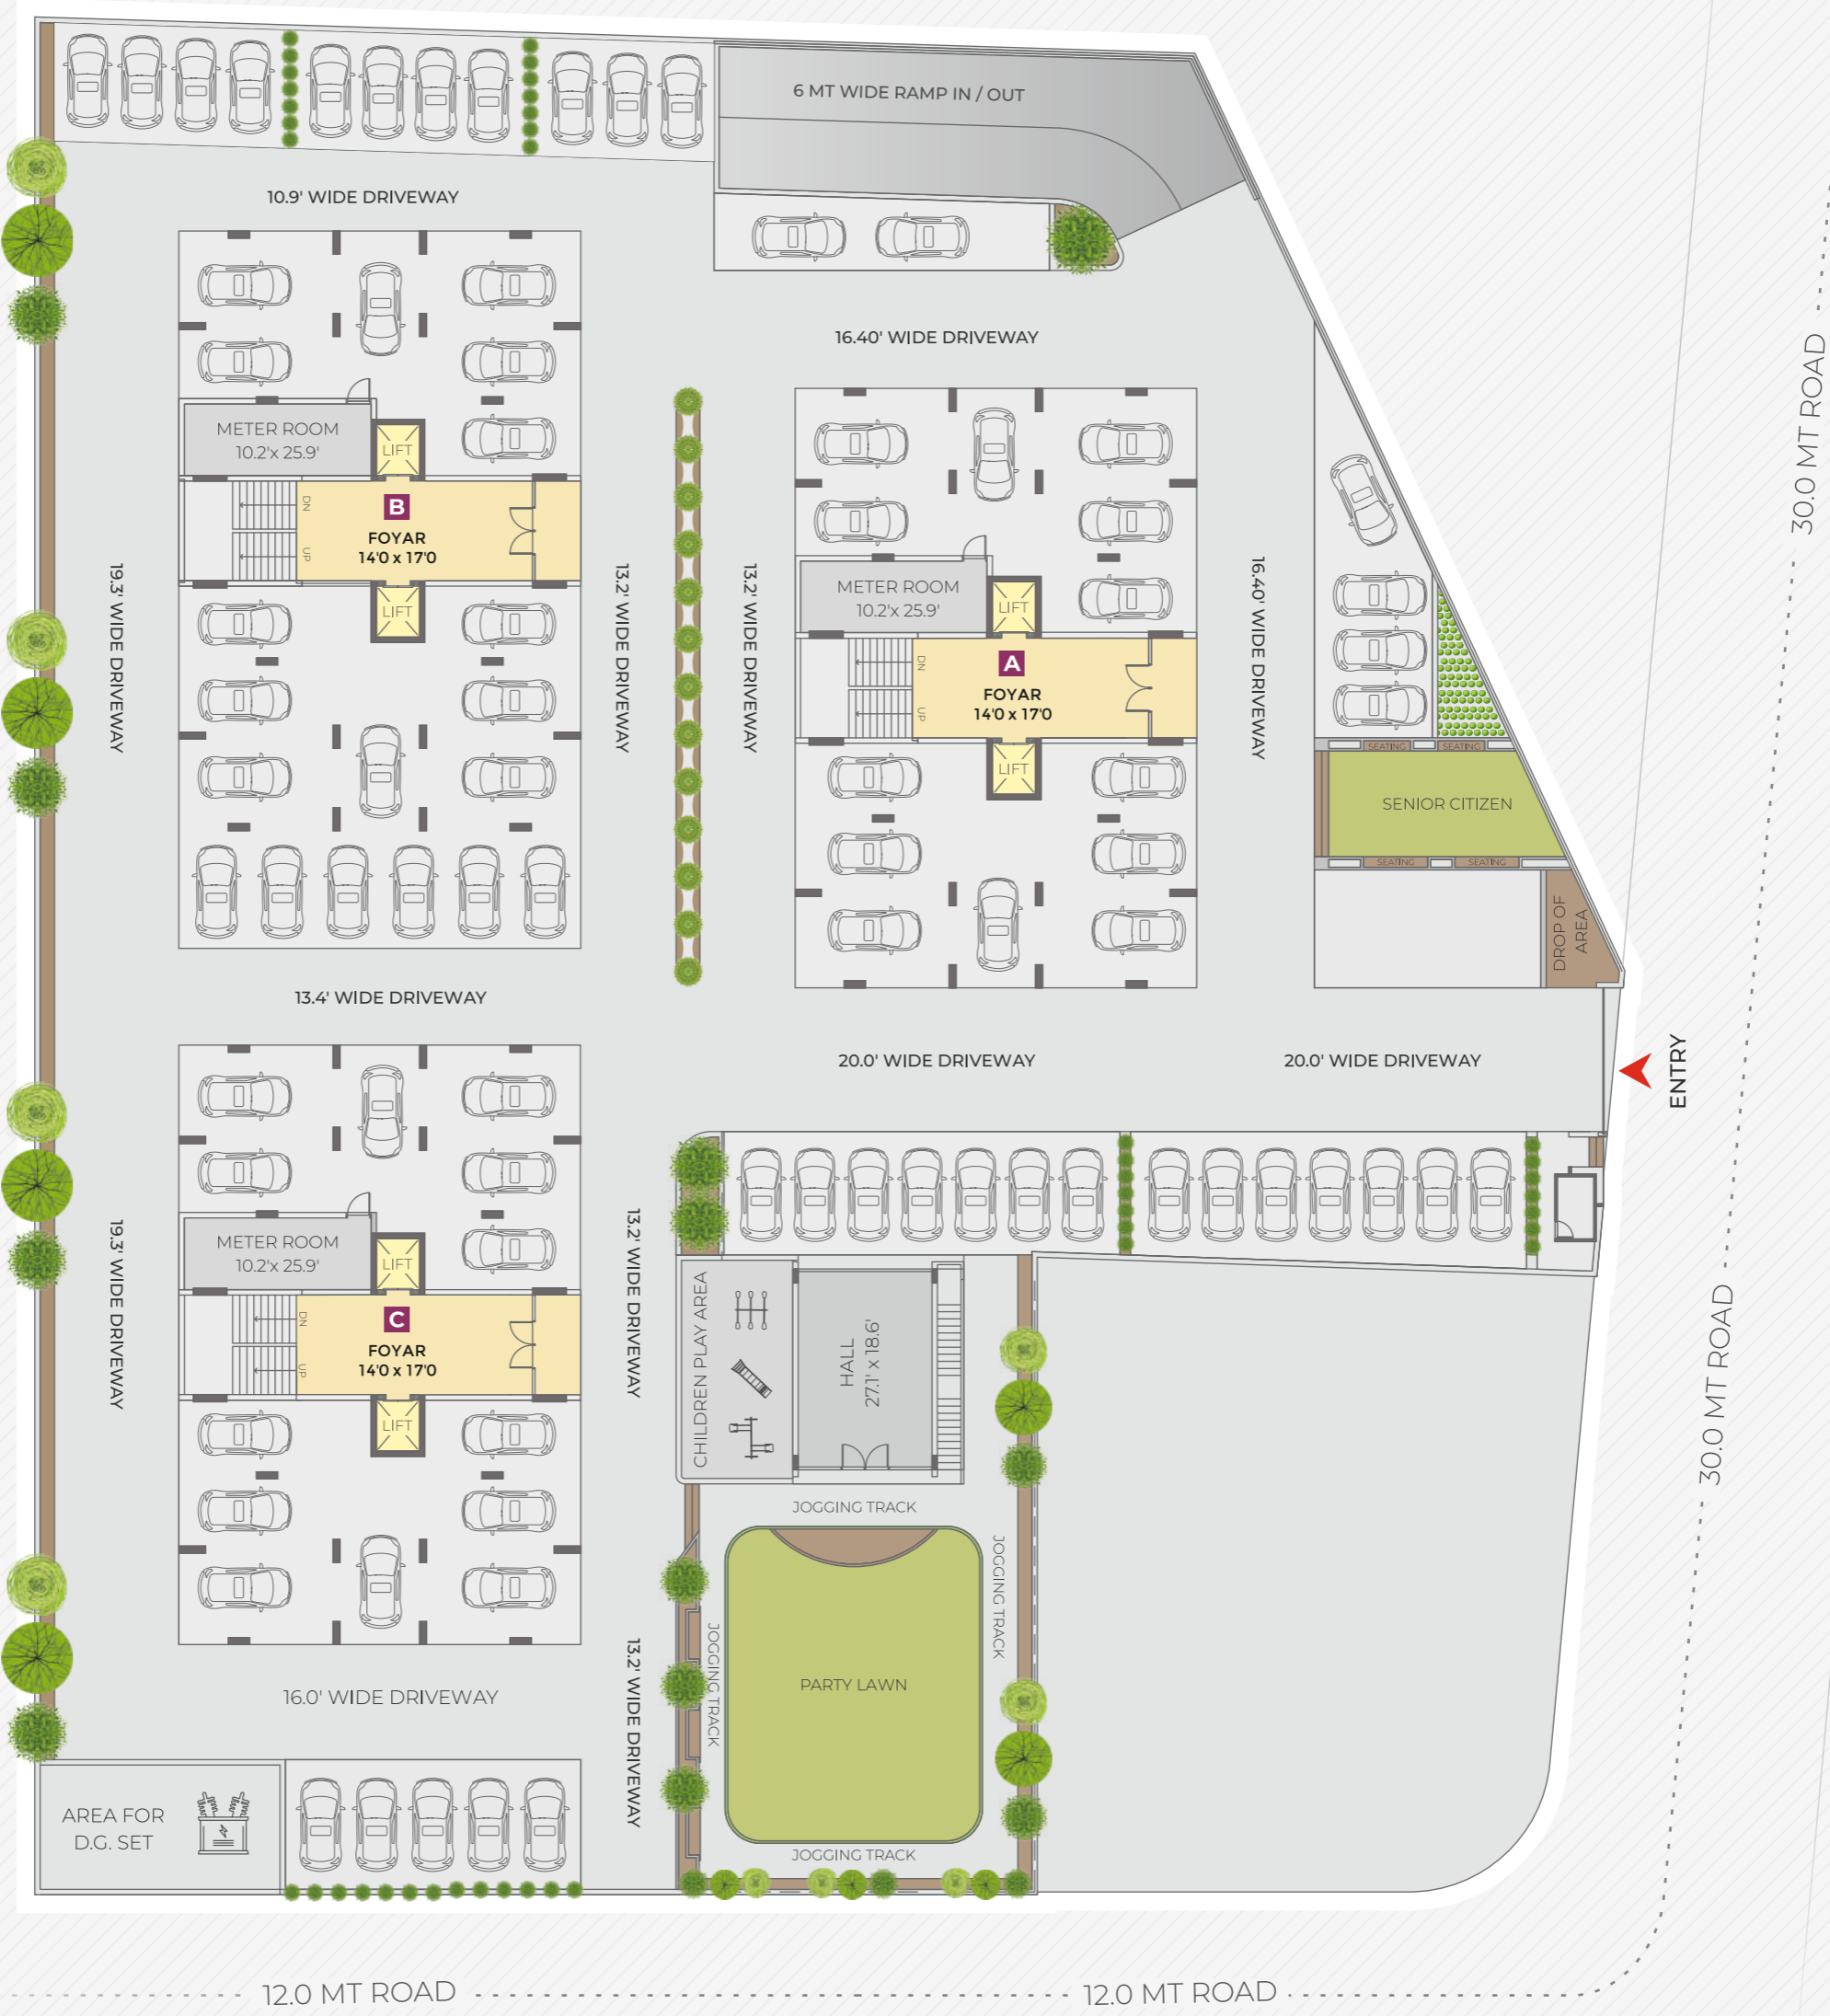 6 MT WIDE RAMP IN / OUT
10.9' WIDE DRIVEWAY
16.40' WIDE DRIVEWAY
30.0 MT ROAD
METER ROOM
10.2'x 25.9'
LIFT
DN
UP
B
FOYAR
14'0 x 17'0
LIFT
19.3' WIDE DRIVEWAY
13.2' WIDE DRIVEWAY
13.2' WIDE DRIVEWAY
METER ROOM
10.2'x 25.9'
LIFT
DN
UP
A
FOYAR
14'0 x 17'0
LIFT
16.40' WIDE DRIVEWAY
SEATING
SEATING
SENIOR CITIZEN
SEATING
SEATING
DROP OF
AREA
13.4' WIDE DRIVEWAY
20.0' WIDE DRIVEWAY
20.0' WIDE DRIVEWAY
ENTRY
METER ROOM
10.2'x 25.9'
LIFT
DN
UP
C
FOYAR
14'0 x 17'0
LIFT
19.3' WIDE DRIVEWAY
13.2' WIDE DRIVEWAY
CHILDREN PLAY AREA
HALL
27.1' x 18.6'
30.0 MT ROAD
JOGGING TRACK
JOGGING TRACK
JOGGING TRACK
PARTY LAWN
16.0' WIDE DRIVEWAY
13.2' WIDE DRIVEWAY
AREA FOR
D.G. SET
JOGGING TRACK
12.0 MT ROAD
12.0 MT ROAD